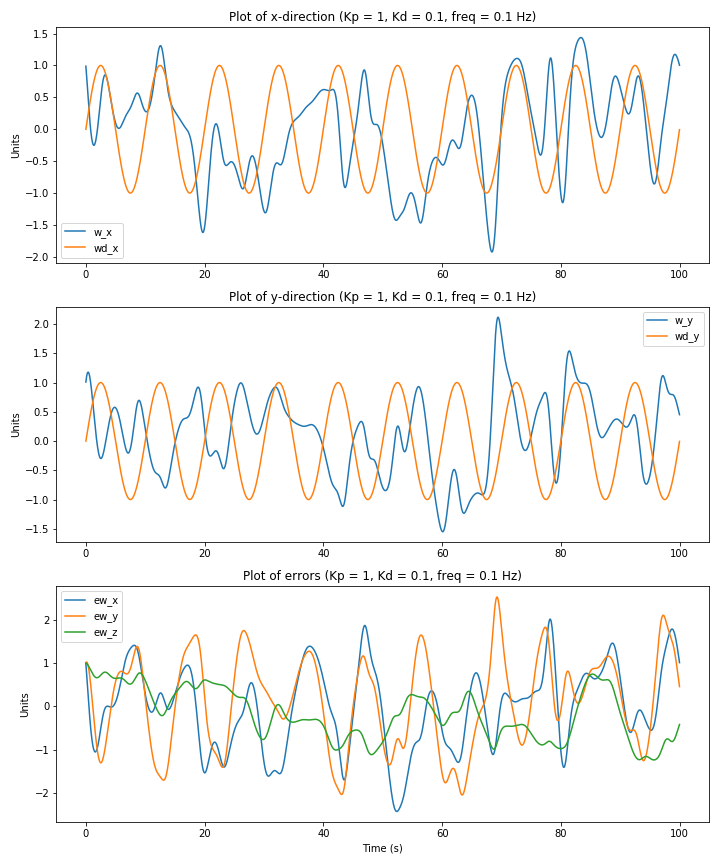 Plot of x-direction (Kp = 1, Kd = 0.1, freq = 0.1 Hz)
1.5
1.0
0.5
0.0
−0.5
−1.0
−1.5
−2.0
Units
w_x
wd_x
0 20 40 60 80 100
Plot of y-direction (Kp = 1, Kd = 0.1, freq = 0.1 Hz)
2.0
1.5
1.0
0.5
0.0
−0.5
−1.0
−1.5
Units
w_y
wd_y
0 20 40 60 80 100
Plot of errors (Kp = 1, Kd = 0.1, freq = 0.1 Hz)
2
1
0
−1
−2
Units
ew_x
ew_y
ew_z
0 20 40 60 80 100
Time (s)